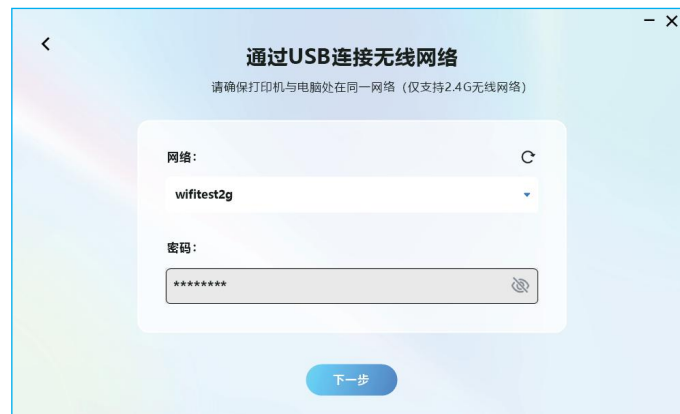 通过USB连接无线网络
请确保打印机与电脑处在同一网络（仅支持2.4G无线网络）
网络：
wifitest2g
密码：
********
下一步